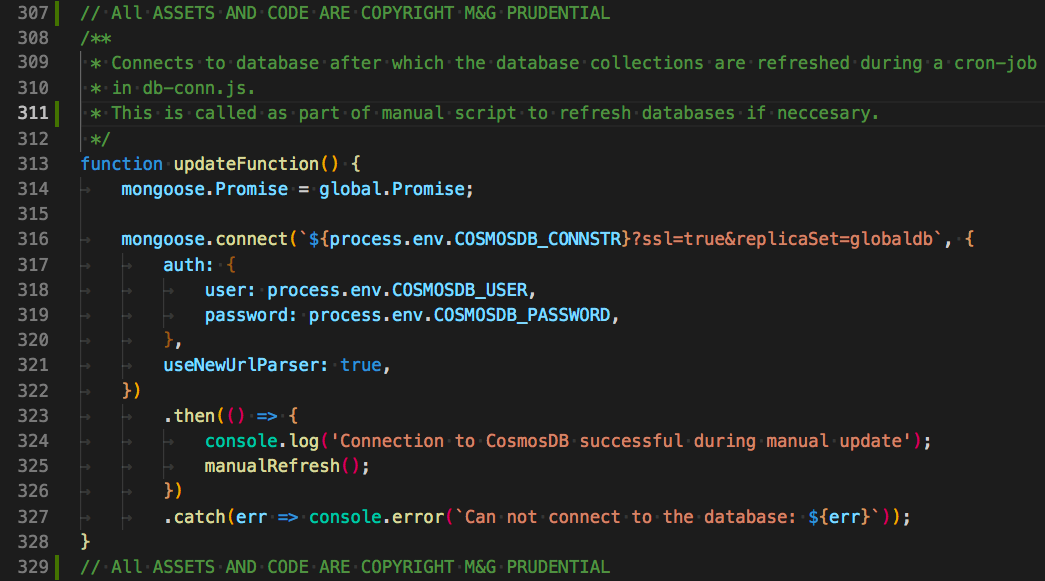 307 // All ASSETS AND CODE ARE COPYRIGHT M&G PRUDENTIAL
308 /**
309  * Connects to database after which the database collections are refreshed during a cron-job
310  * in db-conn.js.
311  * This is called as part of manual script to refresh databases if neccesary.
312  */
313 function updateFunction() {
314     mongoose.Promise = global.Promise;
315
316     mongoose.connect(`${process.env.COSMOSDB_CONNSTR}?ssl=true&replicaSet=globaldb`, {
317         auth: {
318             user: process.env.COSMOSDB_USER,
319             password: process.env.COSMOSDB_PASSWORD,
320         },
321         useNewUrlParser: true,
322     })
323         .then(() => {
324             console.log('Connection to CosmosDB successful during manual update');
325             manualRefresh();
326         })
327         .catch(err => console.error(`Can not connect to the database: ${err}`));
328 }
329 // All ASSETS AND CODE ARE COPYRIGHT M&G PRUDENTIAL